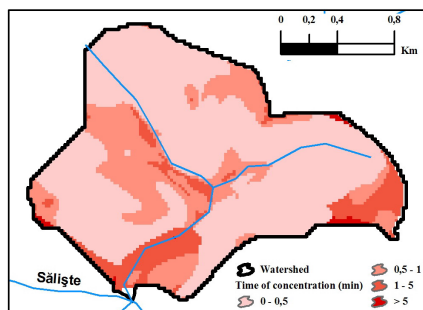 0 0,2 0,4 0,8
Km
Sălişte
Watershed
Time of concentration (min)
0 - 0,5
0,5 - 1
1 - 5
> 5